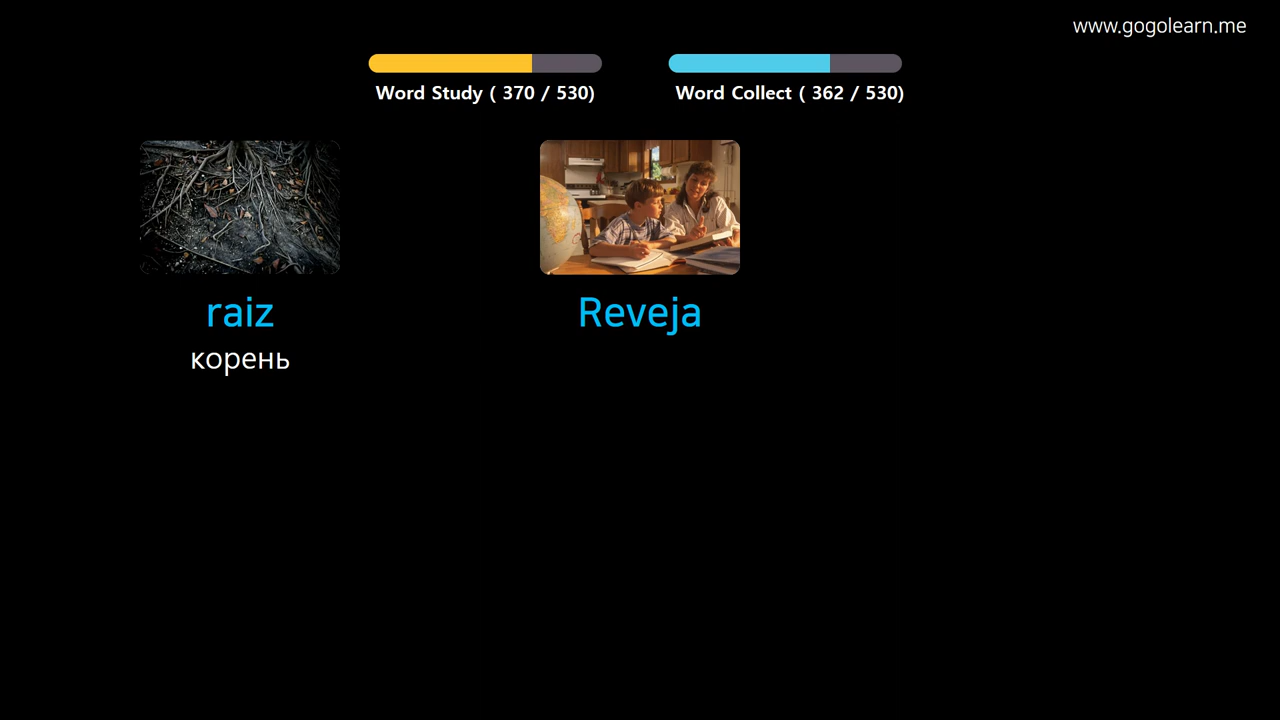 www.gogolearn.me
Word Study ( 370 / 530)
Word Collect ( 362 / 530)
raiz
корень
Reveja